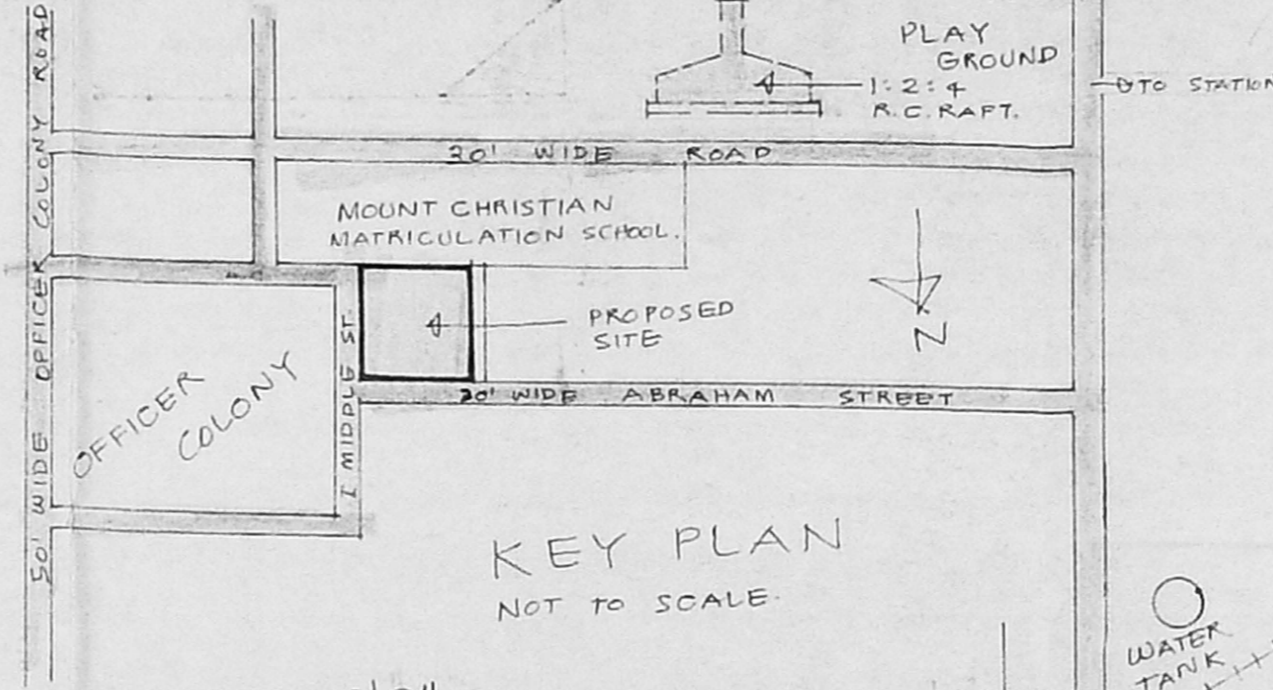 PLAY
GROUND
1:2:4
R.C. RAFT.
TO STATION
20' WIDE ROAD
MOUNT CHRISTIAN
MATRICULATION SCHOOL.
PROPOSED
SITE
N
20' WIDE ABRAHAM STREET
I MIDDLE ST.
OFFICER
COLONY
50' WIDE OFFICER COLONY ROAD
KEY PLAN
NOT TO SCALE.
WATER
TANK